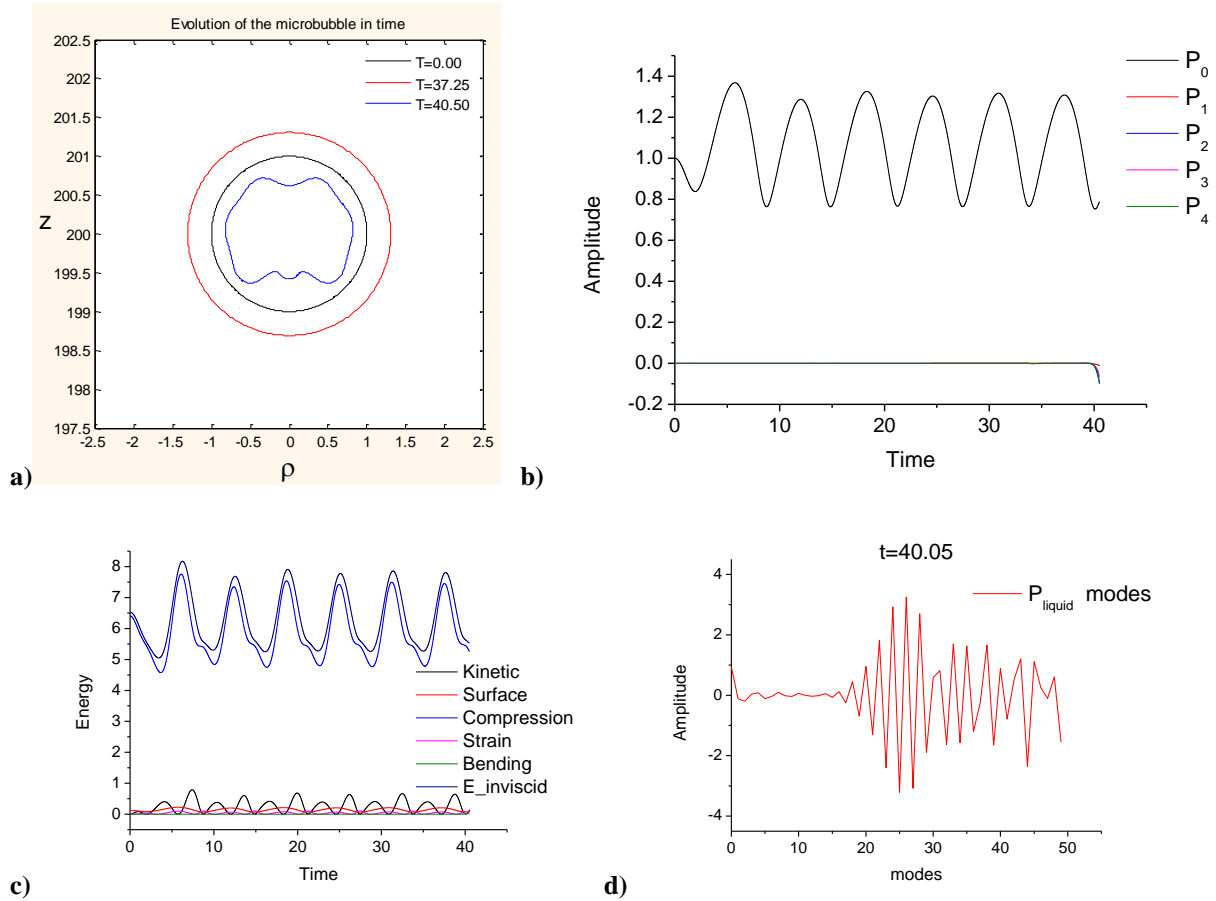 Evolution of the microbubble in time
202.5
202
201.5
201
200.5
200
199.5
199
198.5
198
197.5
z
T=0.00
T=37.25
T=40.50
-2.5 -2 -1.5 -1 -0.5 0 0.5 1 1.5 2 2.5
ρ
a)
1.4
1.2
1.0
0.8
0.6
0.4
0.2
0.0
-0.2
Amplitude
P0
P1
P2
P3
P4
0 10 20 30 40
Time
b)
8
7
6
5
4
3
2
1
0
Energy
Kinetic
Surface
Compression
Strain
Bending
E_inviscid
0 10 20 30 40
Time
c)
t=40.05
4
2
0
-2
-4
Amplitude
Pliquid modes
0 10 20 30 40 50
modes
d)